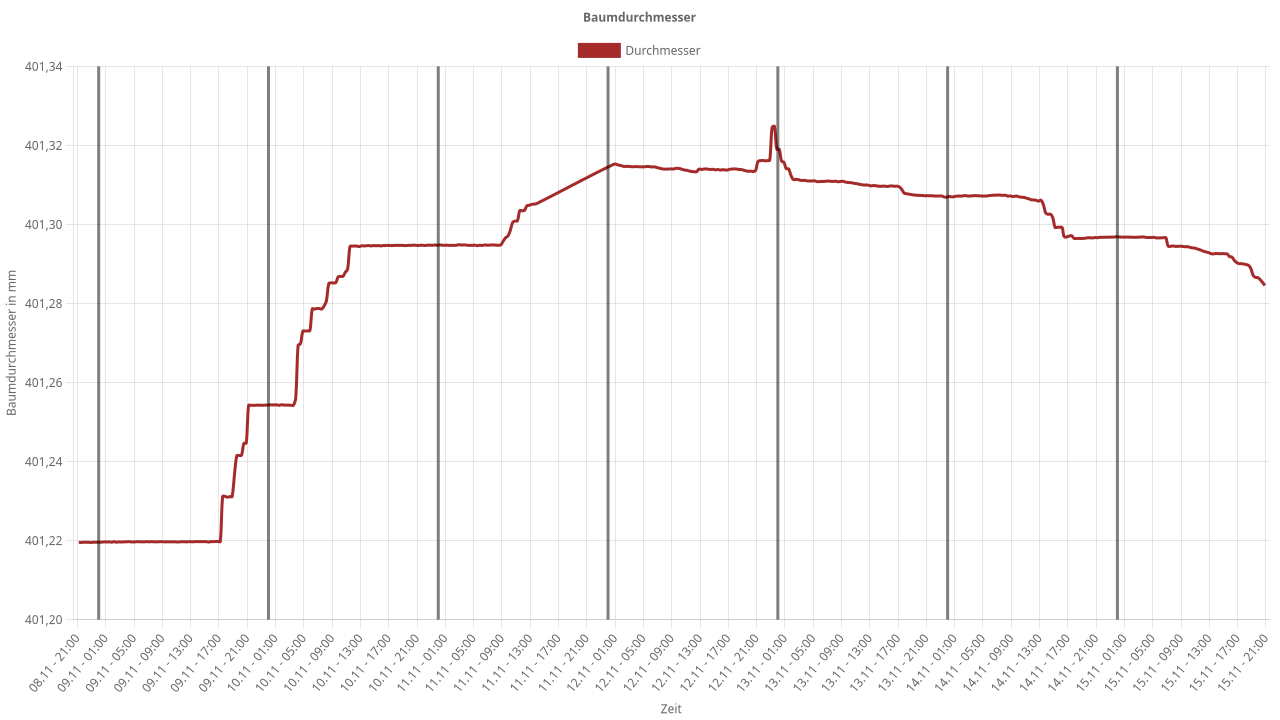 Baumdurchmesser
Durchmesser
401,34
401,32
401,30
401,28
401,26
401,24
401,22
401,20
Baumdurchmesser in mm
08.11 - 21:00
09.11 - 01:00
09.11 - 05:00
09.11 - 09:00
09.11 - 13:00
09.11 - 17:00
09.11 - 21:00
10.11 - 01:00
10.11 - 05:00
10.11 - 09:00
10.11 - 13:00
10.11 - 17:00
10.11 - 21:00
11.11 - 01:00
11.11 - 05:00
11.11 - 09:00
11.11 - 13:00
11.11 - 17:00
11.11 - 21:00
12.11 - 01:00
12.11 - 05:00
12.11 - 09:00
12.11 - 13:00
12.11 - 17:00
12.11 - 21:00
13.11 - 01:00
13.11 - 05:00
13.11 - 09:00
13.11 - 13:00
13.11 - 17:00
13.11 - 21:00
14.11 - 01:00
14.11 - 05:00
14.11 - 09:00
14.11 - 13:00
14.11 - 17:00
14.11 - 21:00
15.11 - 01:00
15.11 - 05:00
15.11 - 09:00
15.11 - 13:00
15.11 - 17:00
15.11 - 21:00
Zeit